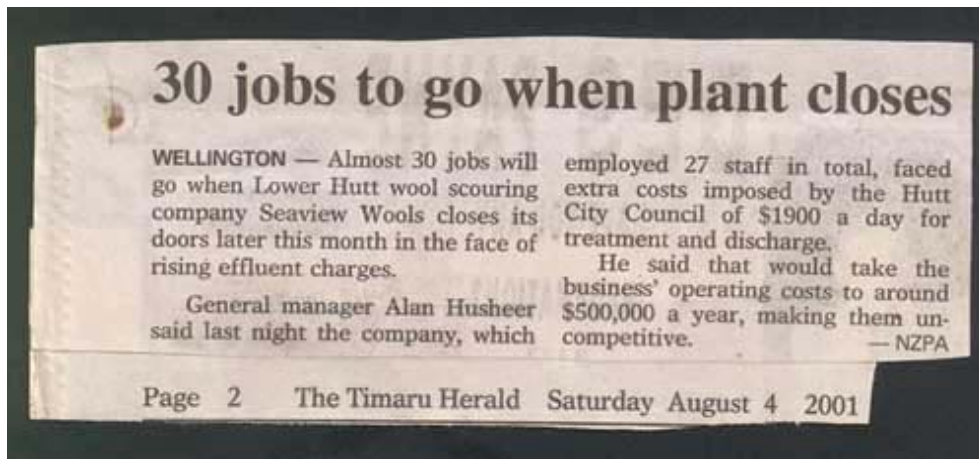 30 jobs to go when plant closes
WELLINGTON — Almost 30 jobs will
go when Lower Hutt wool scouring
company Seaview Wools closes its
doors later this month in the face of
rising effluent charges.
General manager Alan Husheer
said last night the company, which
employed 27 staff in total, faced
extra costs imposed by the Hutt
City Council of $1900 a day for
treatment and discharge.
He said that would take the
business' operating costs to around
$500,000 a year, making them un-
competitive. — NZPA
Page 2 The Timaru Herald Saturday August 4 2001